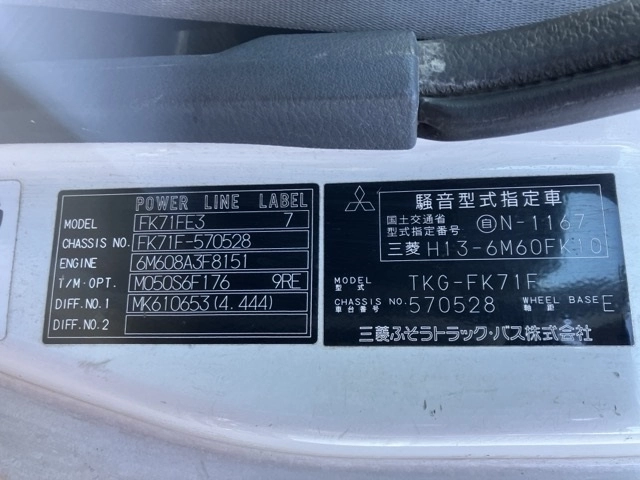 POWER LINE LABEL
MODEL FK71FE3 7
CHASSIS NO. FK71F-570528
ENGINE 6M608A3F8151
T/M-OPT. M050S6F176 9RE
DIFF.NO.1 MK610653(4.444)
DIFF.NO.2
騒音型式指定車
国土交通省
型式指定番号 自N-1167
三菱 H13-6M60FK10
MODEL
型式 TKG-FK71F
CHASSIS NO.
車台番号 570528 WHEEL BASE
軸距 E
三菱ふそうトラック・バス株式会社